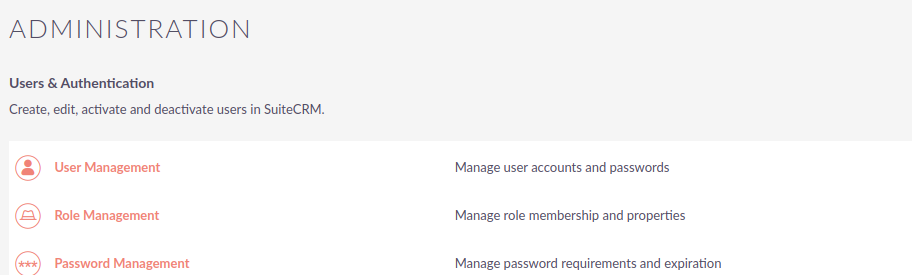 ADMINISTRATION
Users & Authentication
Create, edit, activate and deactivate users in SuiteCRM.
User Management Manage user accounts and passwords
Role Management Manage role membership and properties
*** Password Management Manage password requirements and expiration